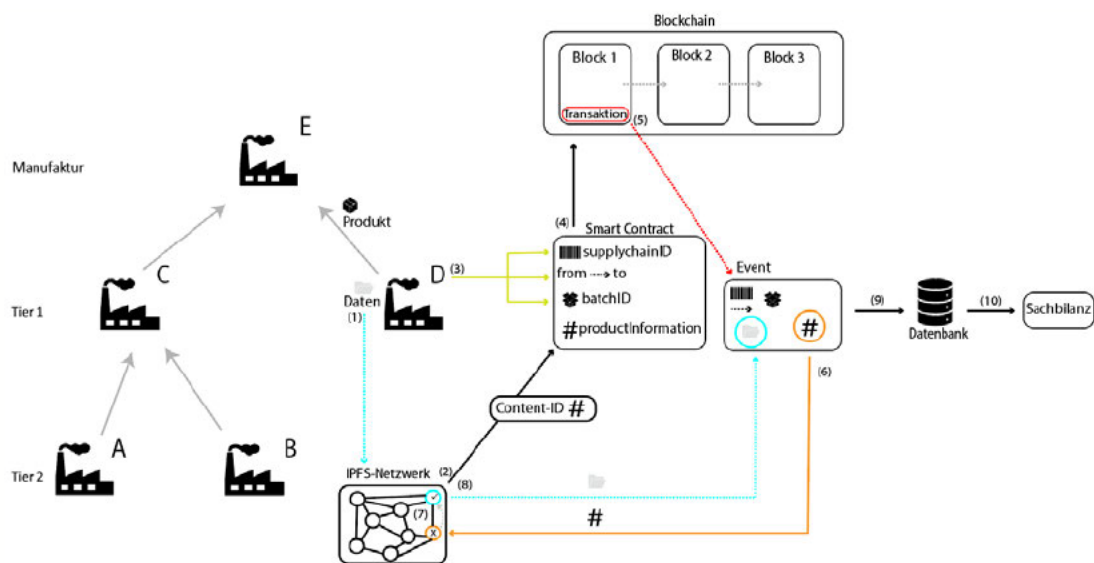 Blockchain
Block 1
Block 2
Block 3
Transaktion
(5)
E
Manufaktur
Produkt
(4)
Smart Contract
supplychainID
from to
batchID
#productInformation
C
D
(3)
Tier 1
Daten
(1)
Event
#
(9)
Datenbank
(10)
Sachbilanz
(6)
Content-ID #
A
B
Tier 2
IPFS-Netzwerk
(2)
(8)
(7)
x
#